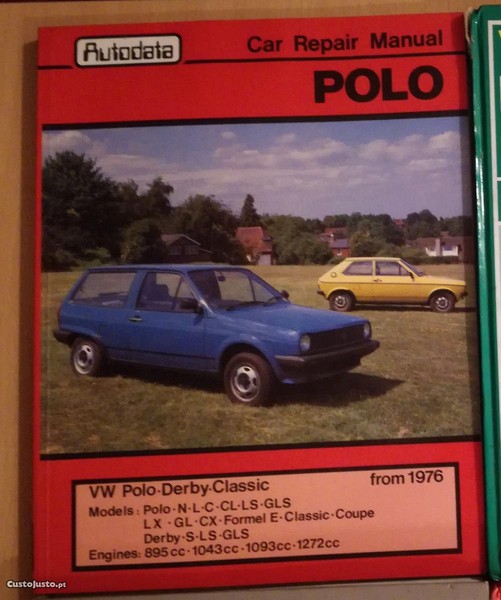 Autodata
Car Repair Manual
POLO
VW Polo·Derby·Classic
from 1976
Models: Polo·N·L·C·CL·LS·GLS
LX·GL·CX·Formel E·Classic·Coupe
Derby·S·LS·GLS
Engines: 895cc·1043cc·1093cc·1272cc
CustoJusto.pt